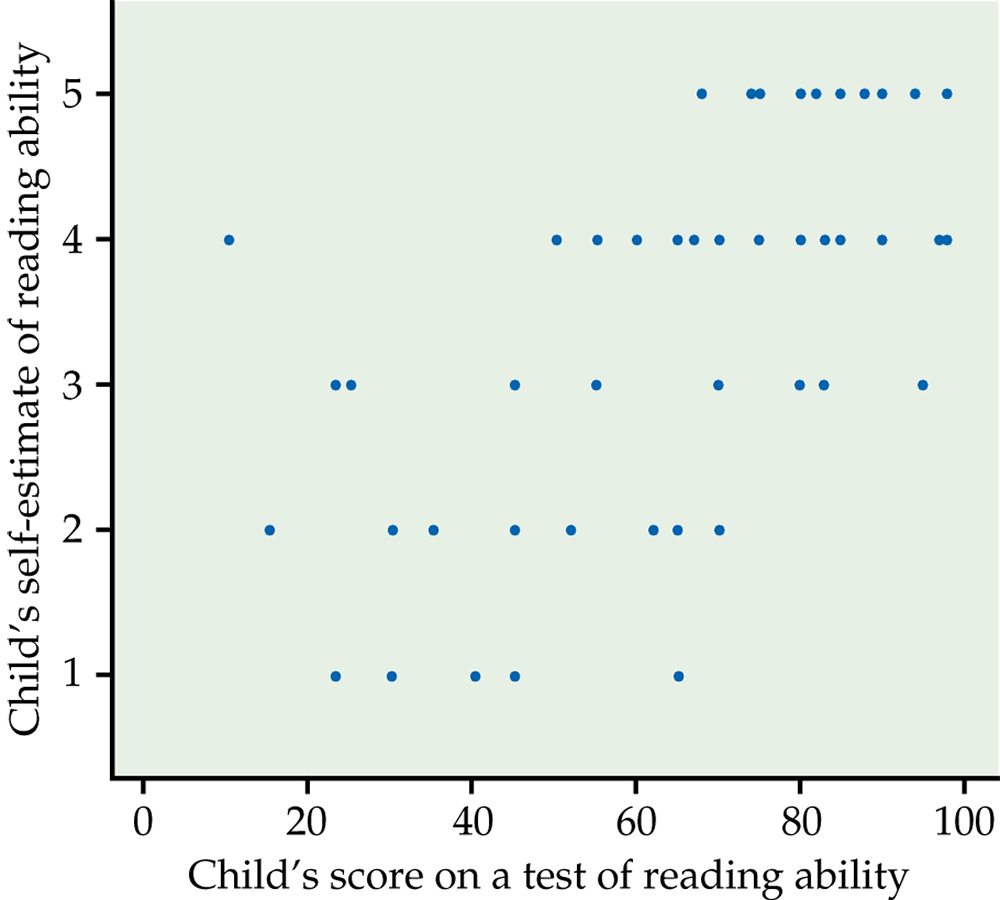 Child’s self-estimate of reading ability
5
4
3
2
1
0 20 40 60 80 100
Child’s score on a test of reading ability